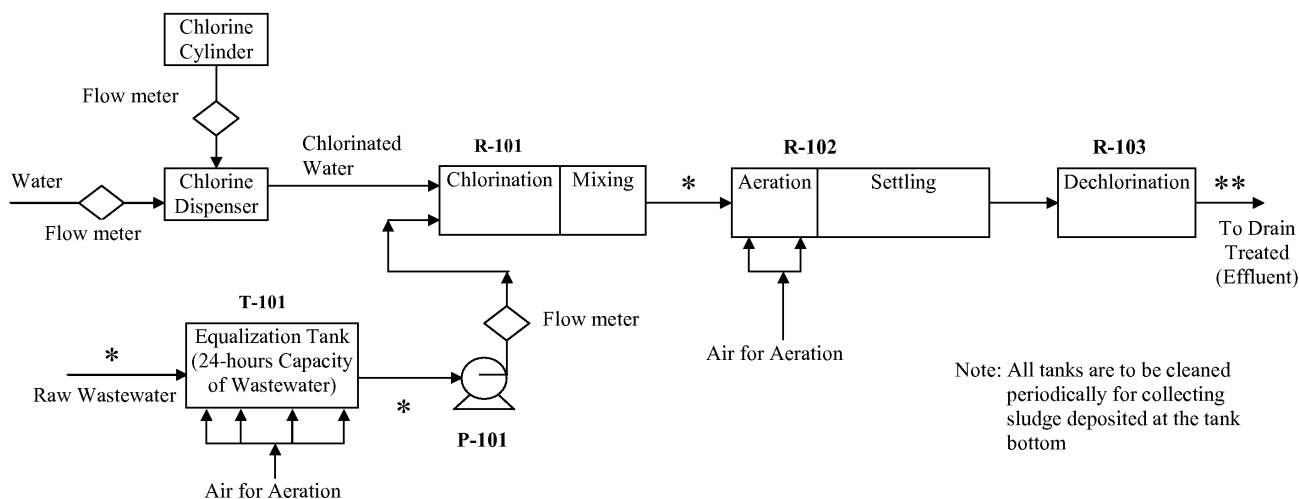 Chlorine
Cylinder
Flow meter
Water
Flow meter
Chlorine
Dispenser
Chlorinated
Water
R-101
Chlorination
Mixing
*
R-102
Aeration
Settling
Air for Aeration
R-103
Dechlorination
**
To Drain
Treated
(Effluent)
T-101
Equalization Tank
(24-hours Capacity
of Wastewater)
*
Raw Wastewater
Air for Aeration
*
P-101
Flow meter
Note: All tanks are to be cleaned
periodically for collecting
sludge deposited at the tank
bottom